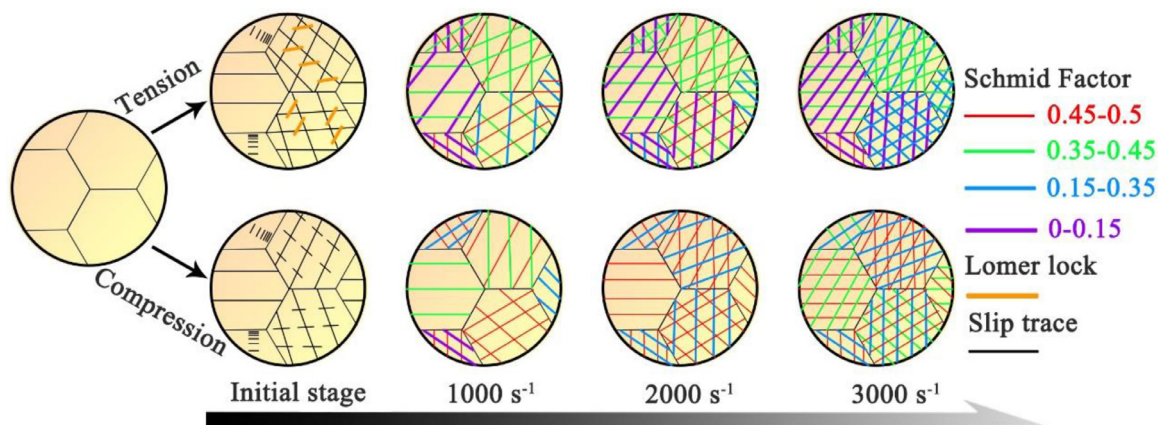 Tension
Compression
Schmid Factor
0.45-0.5
0.35-0.45
0.15-0.35
0-0.15
Lomer lock
Slip trace
Initial stage
1000 s⁻¹
2000 s⁻¹
3000 s⁻¹